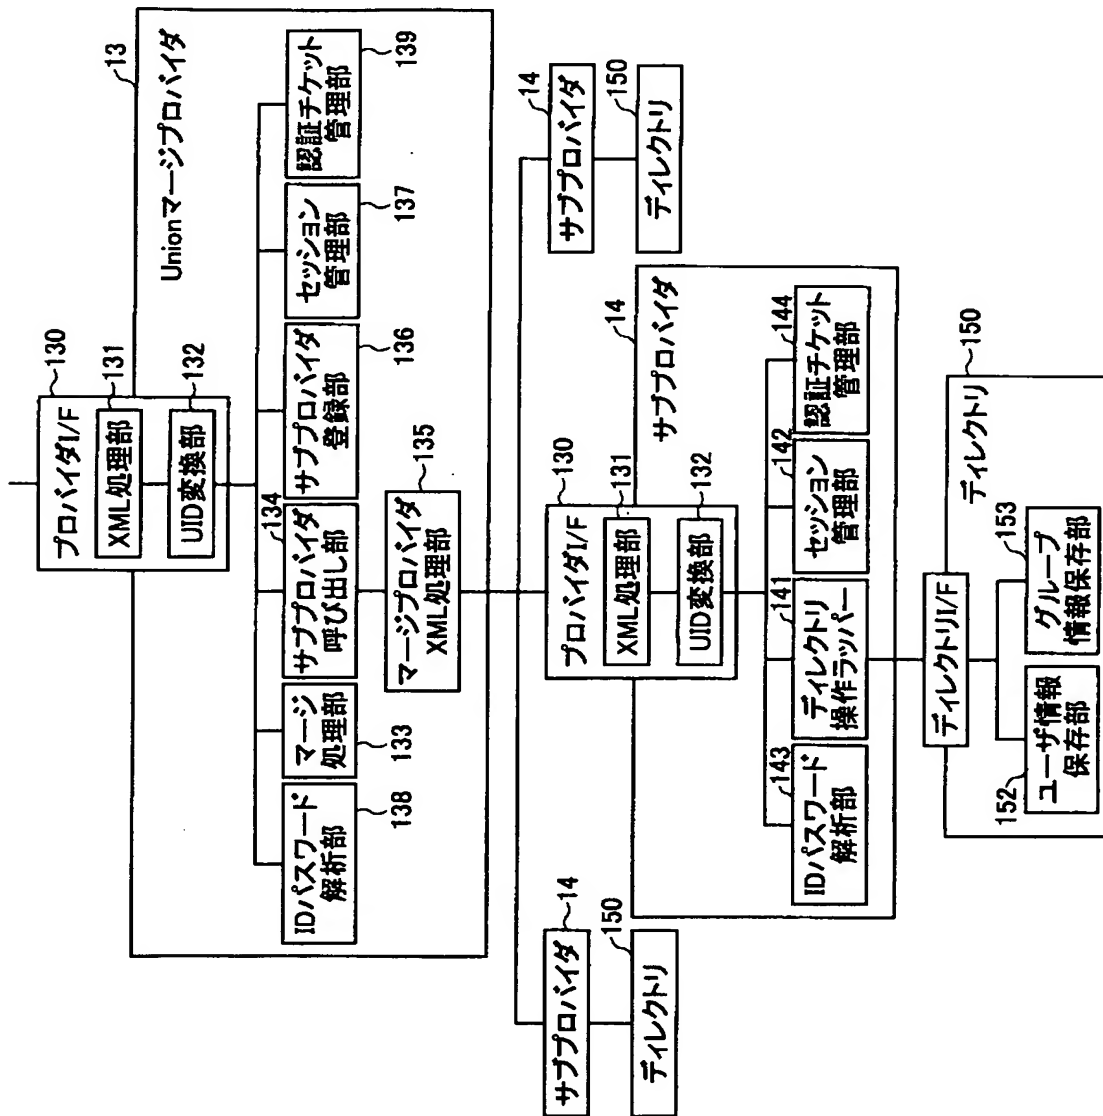 Unionマージプロバイダ
13
プロバイダI/F
130
XML処理部
131
UID変換部
132
IDパスワード
解析部
138
マージ
処理部
133
サブプロバイダ
呼び出し部
134
サブプロバイダ
登録部
136
セッション
管理部
137
認証チケット
管理部
139
マージプロバイダ
XML処理部
135
サブプロバイダ
14
ディレクトリ
150
サブプロバイダ
14
プロバイダI/F
130
XML処理部
131
UID変換部
132
IDパスワード
解析部
143
ディレクトリ
操作ラッパー
141
セッション
管理部
142
認証チケット
管理部
144
サブプロバイダ
14
ディレクトリ
150
ディレクトリ
150
ディレクトリI/F
ユーザ情報
保存部
152
グループ
情報保存部
153